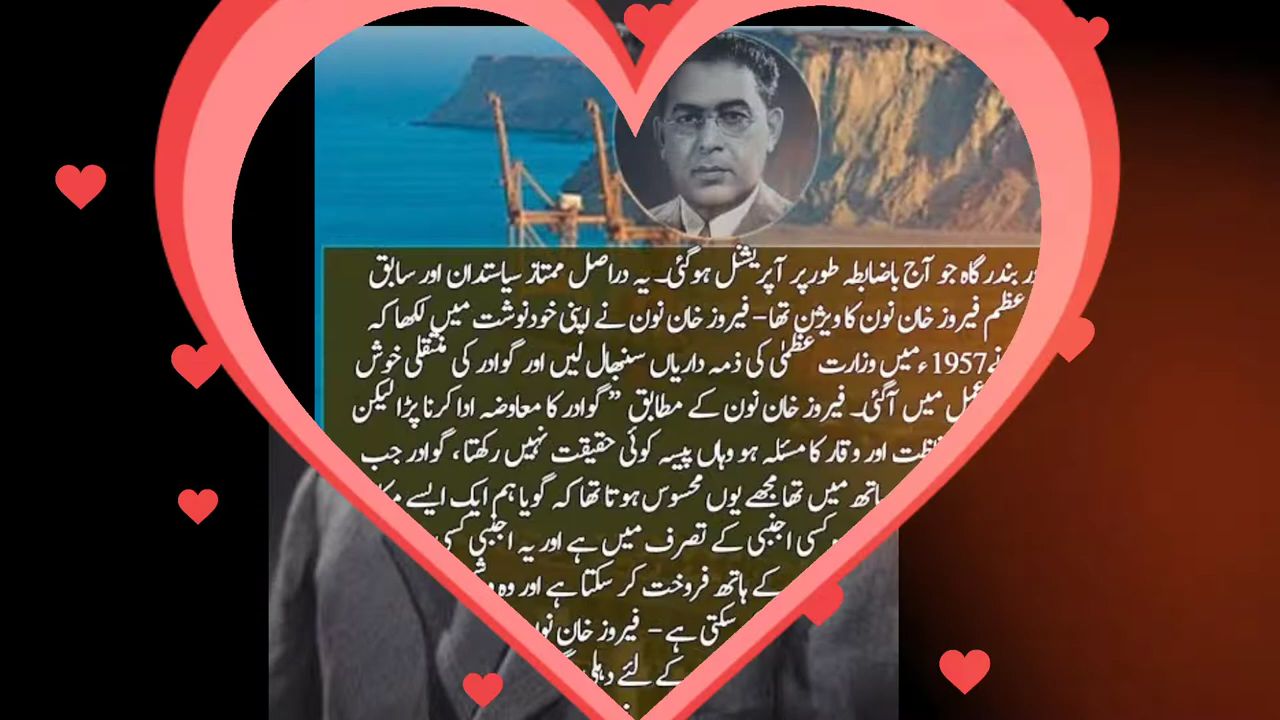 بندر گاہ جو آج باضابطہ طور پر آپریشنل ہوگئی۔ یہ دراصل ممتاز سیاستدان اور سابق
عظم فیروز خان نون کا ویژن تھا– فیروز خان نون نے اپنی خودنوشت میں لکھا کہ
نے 1957ء میں وزارت عظمٰی کی ذمہ داریاں سنبھال لیں اور گوادر کی منتقلی خوش
میں آگئی۔ فیروز خان نون کے مطابق ”گوادر کا معاوضہ ادا کرنا پڑا لیکن
اور وقار کا مسئلہ ہو وہاں پیسہ کوئی حقیقت نہیں رکھتا، گوادر جب
میں تھا مجھے یوں محسوس ہوتا تھا کہ گویا ہم ایک ایسے
کسی اجنبی کے تصرف میں ہے اور یہ اجنبی کسی
کے ہاتھ فروخت کر سکتا ہے اور وہ
سکتی ہے – فیروز خان
کے لئے دہلی